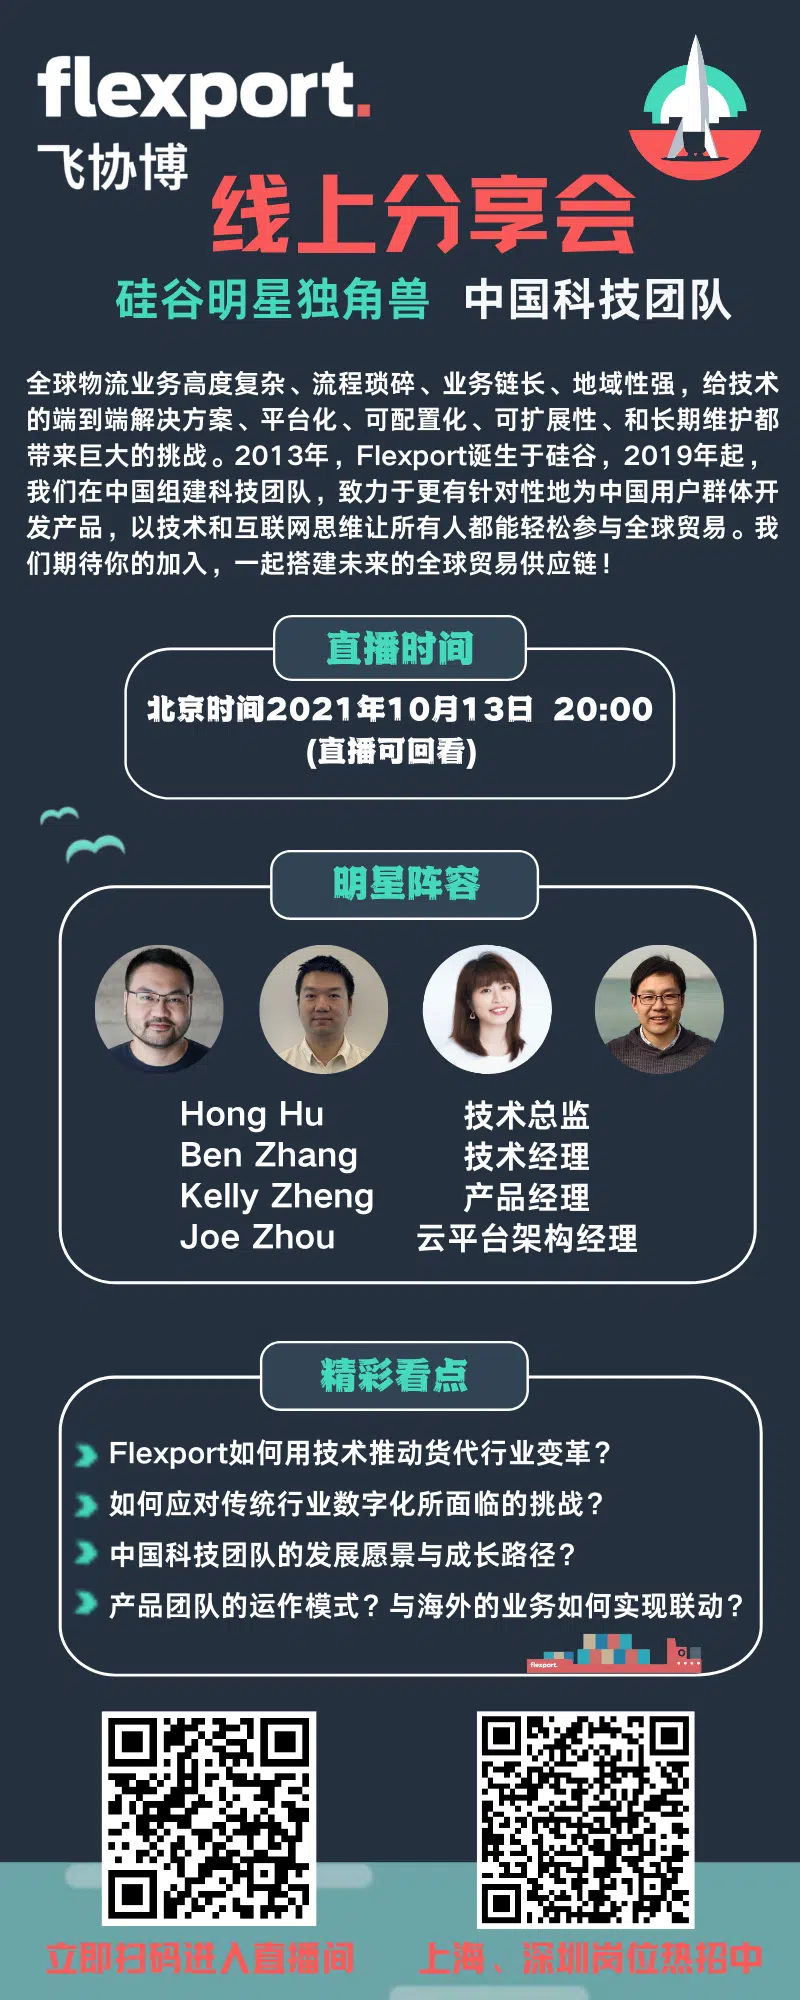 flexport.
飞协博
线上分享会
硅谷明星独角兽 中国科技团队
全球物流业务高度复杂、流程琐碎、业务链长、地域性强，给技术
的端到端解决方案、平台化、可配置化、可扩展性、和长期维护都
带来巨大的挑战。2013年，Flexport诞生于硅谷，2019年起，
我们在中国组建科技团队，致力于更有针对性地为中国用户群体开
发产品，以技术和互联网思维让所有人都能轻松参与全球贸易。我
们期待你的加入，一起搭建未来的全球贸易供应链！
直播时间
北京时间2021年10月13日 20:00
(直播可回看)
明星阵容
Hong Hu 技术总监
Ben Zhang 技术经理
Kelly Zheng 产品经理
Joe Zhou 云平台架构经理
精彩看点
Flexport如何用技术推动货代行业变革？
如何应对传统行业数字化所面临的挑战？
中国科技团队的发展愿景与成长路径？
产品团队的运作模式？与海外的业务如何实现联动？
flexport.
立即扫码进入直播间
上海、深圳岗位热招中